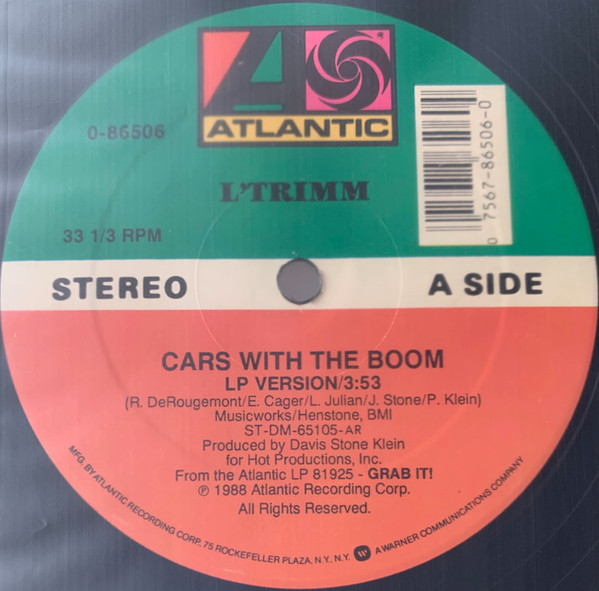 ATLANTIC
0-86506
L'TRIMM
0 7567-86506-0
33 1/3 RPM
STEREO
A SIDE
CARS WITH THE BOOM
LP VERSION/3:53
(R. DeRougemont/E. Cager/L. Julian/J. Stone/P. Klein)
Musicworks/Henstone, BMI
ST-DM-65105-AR
Produced by Davis Stone Klein
for Hot Productions, Inc.
From the Atlantic LP 81925 - GRAB IT!
℗ 1988 Atlantic Recording Corp.
All Rights Reserved.
MFG. BY ATLANTIC RECORDING CORP., 75 ROCKEFELLER PLAZA, N.Y. N.Y. A WARNER COMMUNICATIONS COMPANY